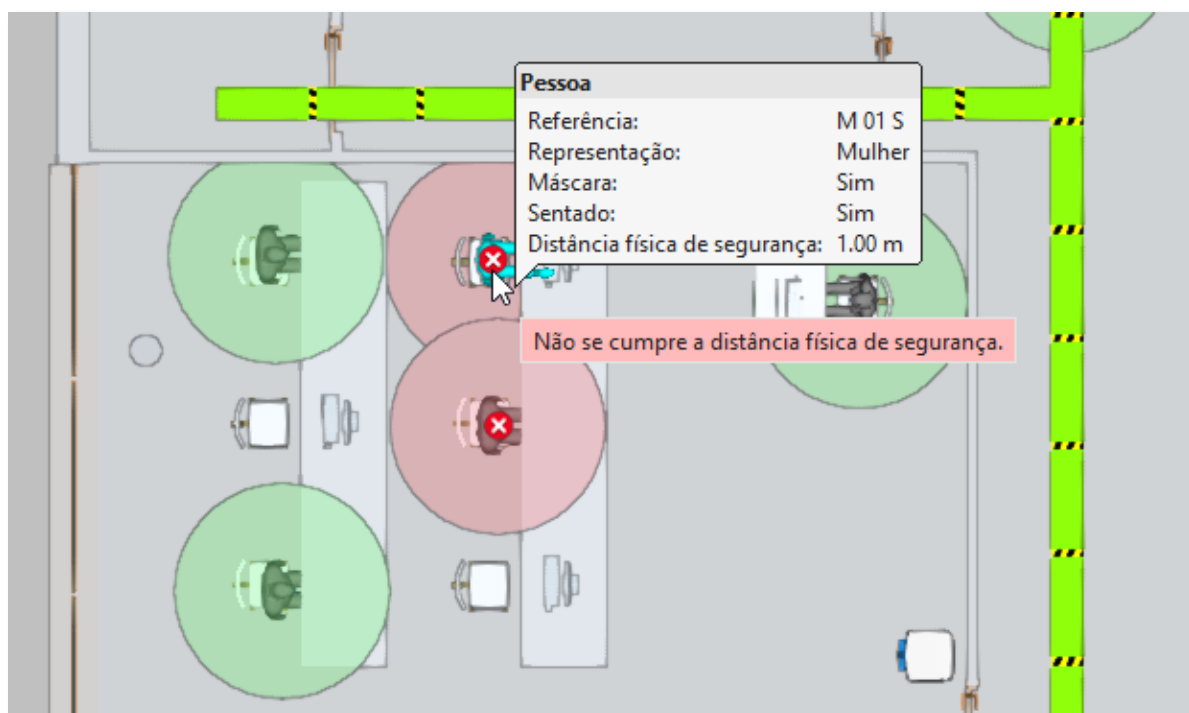 Pessoa
Referência: M 01 S
Representação: Mulher
Máscara: Sim
Sentado: Sim
Distância física de segurança: 1.00 m
Não se cumpre a distância física de segurança.